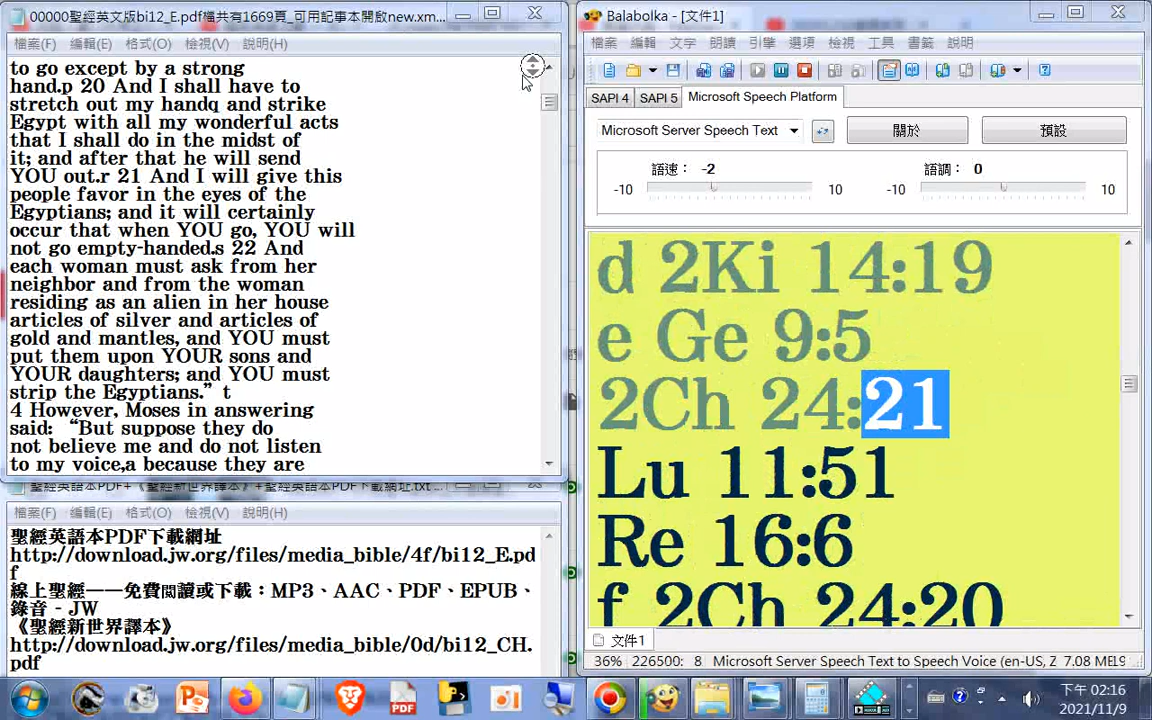 00000聖經英文版bi12_E.pdf檔共有1669頁_可用記事本開啟new.xm...
檔案(F) 編輯(E) 格式(O) 檢視(V) 說明(H)
to go except by a strong
hand.p 20 And I shall have to
stretch out my handq and strike
Egypt with all my wonderful acts
that I shall do in the midst of
it; and after that he will send
YOU out.r 21 And I will give this
people favor in the eyes of the
Egyptians; and it will certainly
occur that when YOU go, YOU will
not go empty-handed.s 22 And
each woman must ask from her
neighbor and from the woman
residing as an alien in her house
articles of silver and articles of
gold and mantles, and YOU must
put them upon YOUR sons and
YOUR daughters; and YOU must
strip the Egyptians.” t
4 However, Moses in answering
said: “But suppose they do
not believe me and do not listen
to my voice,a because they are
聖經英語本PDF+《聖經新世界譯本》+聖經英語本PDF下載網址.txt ...
檔案(F) 編輯(E) 格式(O) 檢視(V) 說明(H)
聖經英語本PDF下載網址
http://download.jw.org/files/media_bible/4f/bi12_E.pd
f
線上聖經——免費閱讀或下載：MP3、AAC、PDF、EPUB、
錄音 - JW
《聖經新世界譯本》
http://download.jw.org/files/media_bible/0d/bi12_CH.
pdf
Balabolka - [文件1]
檔案 編輯 文字 朗讀 引擎 選項 檢視 工具 書籤 說明
SAPI 4 SAPI 5 Microsoft Speech Platform
Microsoft Server Speech Text 關於 預設
語速： -2 語調： 0
-10 10 -10 10
d 2Ki 14:19
e Ge 9:5
2Ch 24:21
Lu 11:51
Re 16:6
f 2Ch 24:20
文件1
36% 226500: 8 Microsoft Server Speech Text to Speech Voice (en-US, Z 7.08 ME
PDF
下午 02:16
2021/11/9